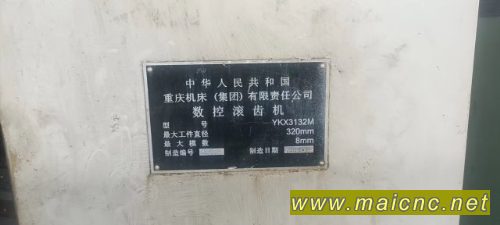 中华人民共和国
重庆机床(集团)有限责任公司
数控滚齿机
型号 YKX3132M
最大工件直径 320mm
最大模数 8mm
制造编号 制造日期
www.maicnc.net